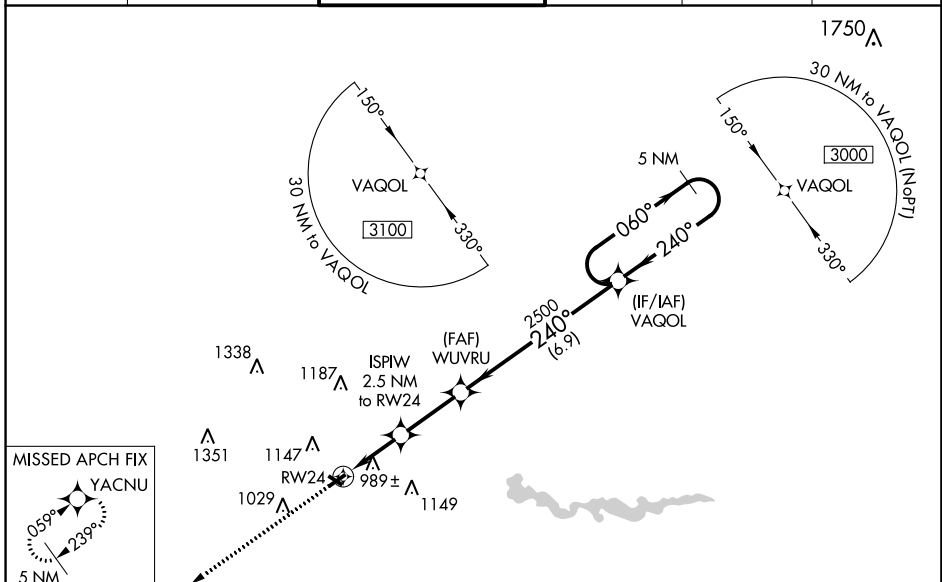 1750
30 NM to VAQOL (NoPT)
150°
3000
VAQOL
330°
150°
VAQOL
3100
330°
30 NM to VAQOL
5 NM
060°
240°
(IF/IAF)
VAQOL
2500
240°
(6.9)
(FAF)
WUVRU
ISPIW
2.5 NM
to RW24
1338
1187
1351
1147
RW24
989±
1029
1149
MISSED APCH FIX
YACNU
059°
239°
5 NM